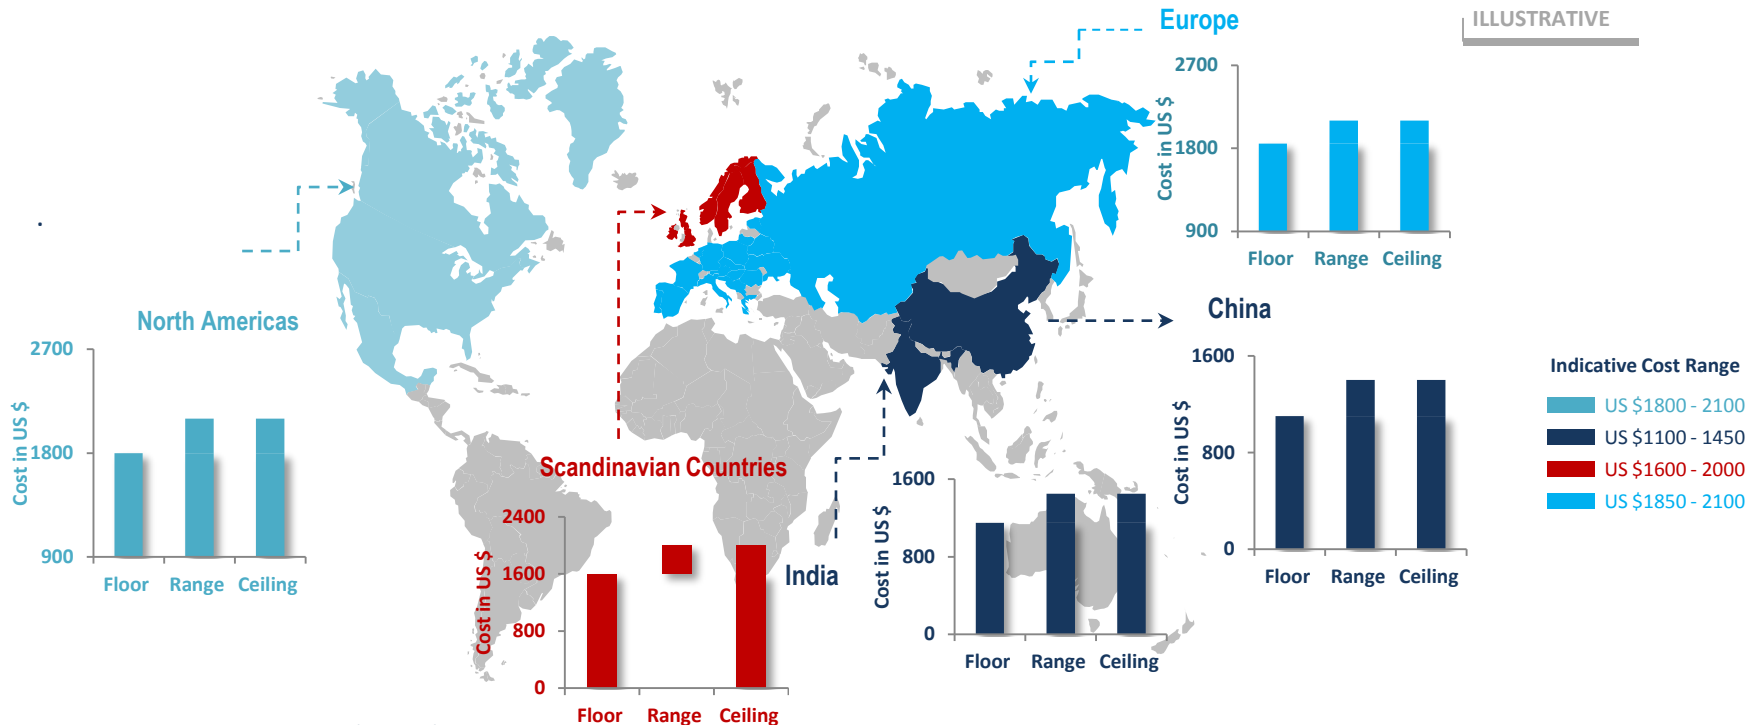 Europe
ILLUSTRATIVE
2700
1800
900
Cost in US $
Floor Range Ceiling
.
North Americas
2700
1800
900
Cost in US $
Floor Range Ceiling
China
1600
800
0
Cost in US $
Floor Range Ceiling
Indicative Cost Range
US $1800 - 2100
US $1100 - 1450
US $1600 - 2000
US $1850 - 2100
Scandinavian Countries
2400
1600
800
0
Cost in US $
Floor Range Ceiling
India
1600
800
0
Cost in US $
Floor Range Ceiling